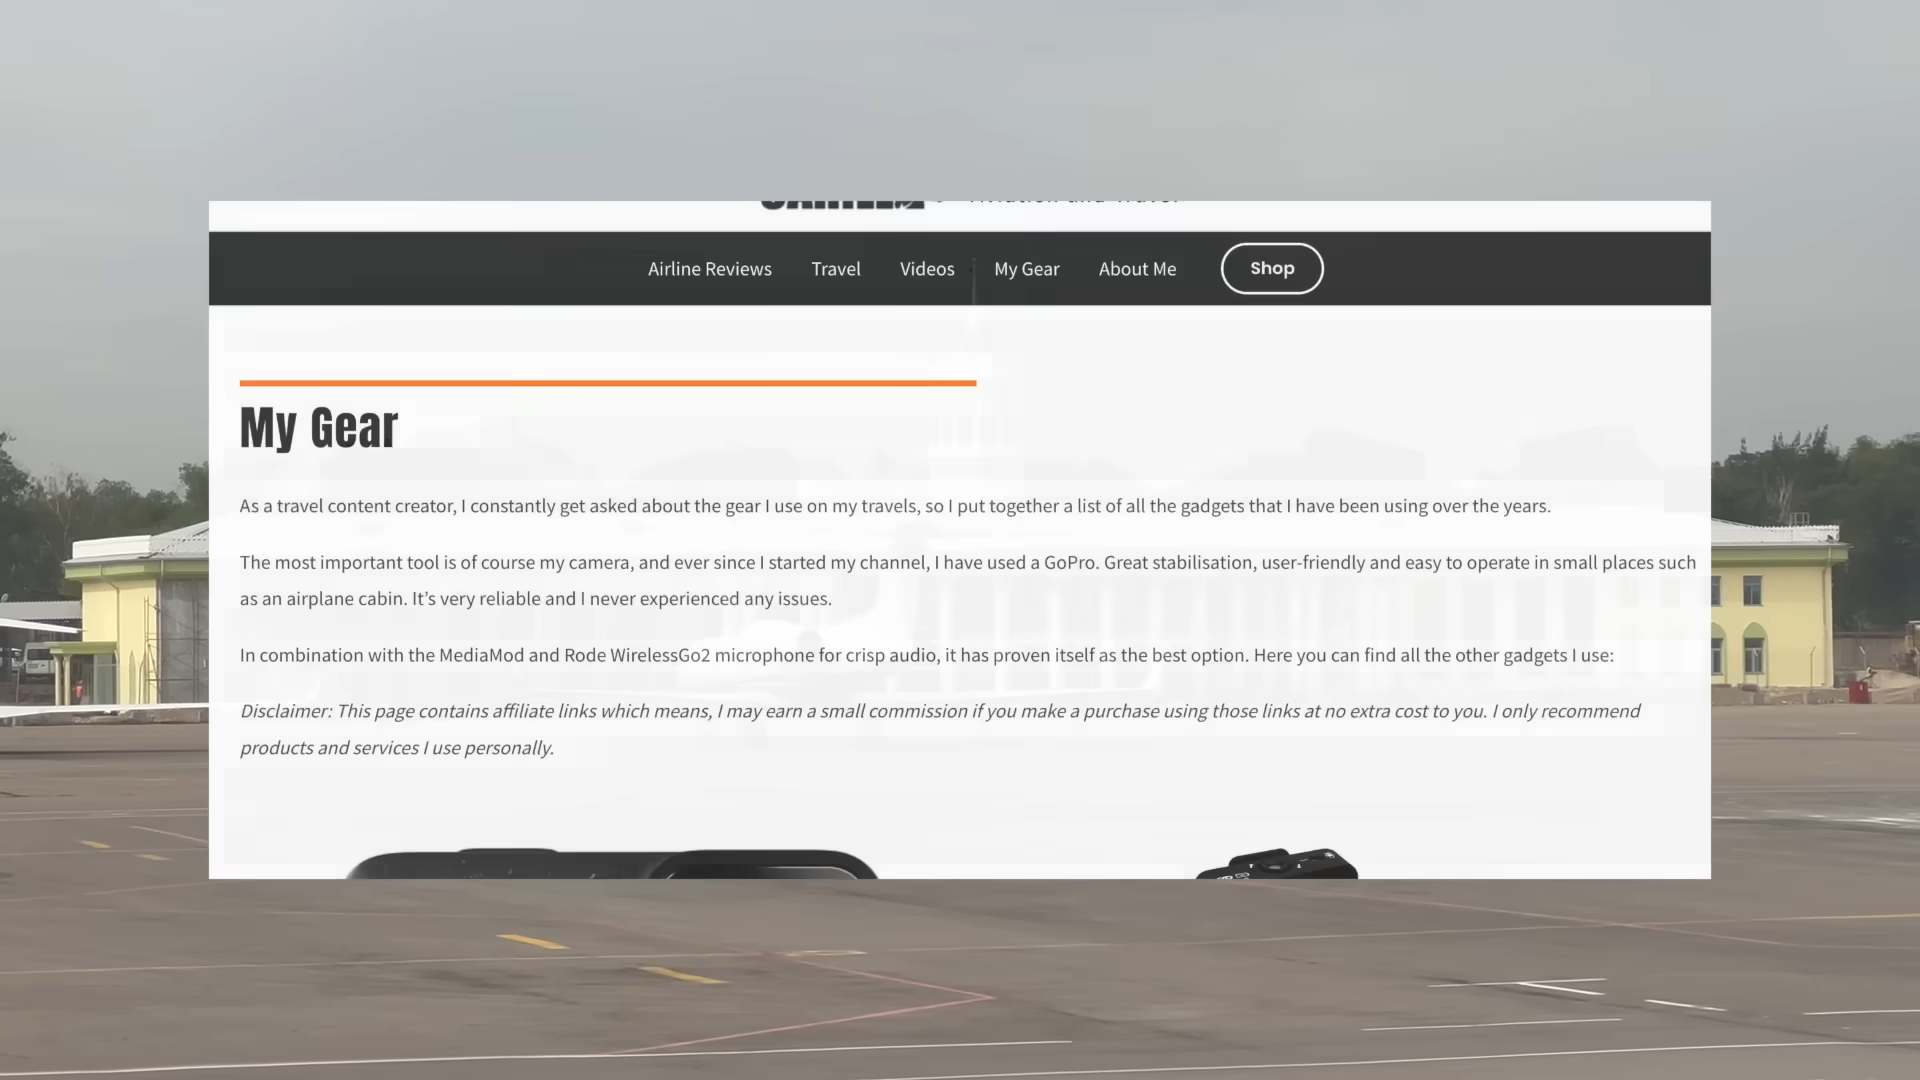 Airline Reviews Travel Videos My Gear About Me Shop
My Gear
As a travel content creator, I constantly get asked about the gear I use on my travels, so I put together a list of all the gadgets that I have been using over the years.
The most important tool is of course my camera, and ever since I started my channel, I have used a GoPro. Great stabilisation, user-friendly and easy to operate in small places such
as an airplane cabin. It’s very reliable and I never experienced any issues.
In combination with the MediaMod and Rode WirelessGo2 microphone for crisp audio, it has proven itself as the best option. Here you can find all the other gadgets I use:
Disclaimer: This page contains affiliate links which means, I may earn a small commission if you make a purchase using those links at no extra cost to you. I only recommend
products and services I use personally.